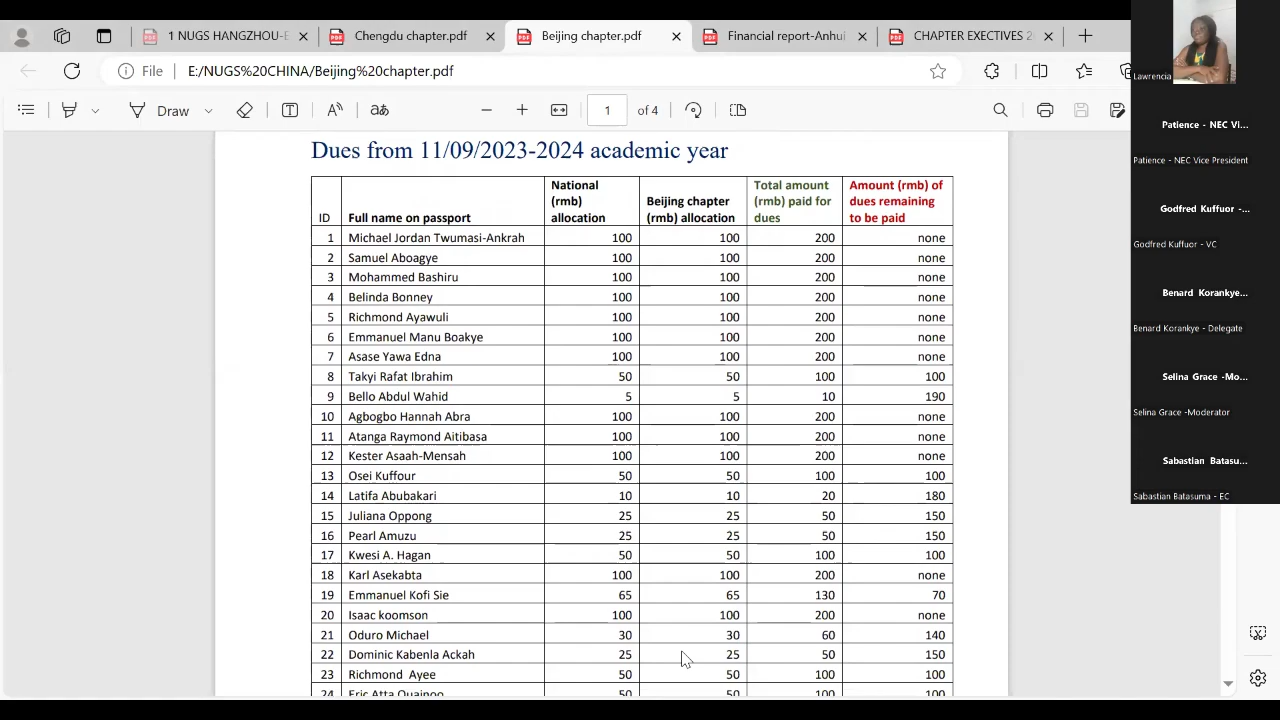 1 NUGS HANGZHOU-E
Chengdu chapter.pdf
Beijing chapter.pdf
Financial report-Anhui
CHAPTER EXECTIVES 2
File E:/NUGS%20CHINA/Beijing%20chapter.pdf
Draw
1 of 4
Dues from 11/09/2023-2024 academic year
ID Full name on passport National (rmb) allocation Beijing chapter (rmb) allocation Total amount (rmb) paid for dues Amount (rmb) of dues remaining to be paid
1 Michael Jordan Twumasi-Ankrah 100 100 200 none
2 Samuel Aboagye 100 100 200 none
3 Mohammed Bashiru 100 100 200 none
4 Belinda Bonney 100 100 200 none
5 Richmond Ayawuli 100 100 200 none
6 Emmanuel Manu Boakye 100 100 200 none
7 Asase Yawa Edna 100 100 200 none
8 Takyi Rafat Ibrahim 50 50 100 100
9 Bello Abdul Wahid 5 5 10 190
10 Agbogbo Hannah Abra 100 100 200 none
11 Atanga Raymond Aitibasa 100 100 200 none
12 Kester Asaah-Mensah 100 100 200 none
13 Osei Kuffour 50 50 100 100
14 Latifa Abubakari 10 10 20 180
15 Juliana Oppong 25 25 50 150
16 Pearl Amuzu 25 25 50 150
17 Kwesi A. Hagan 50 50 100 100
18 Karl Asekabta 100 100 200 none
19 Emmanuel Kofi Sie 65 65 130 70
20 Isaac koomson 100 100 200 none
21 Oduro Michael 30 30 60 140
22 Dominic Kabenla Ackah 25 25 50 150
23 Richmond Ayee 50 50 100 100
24 Eric Atta Quainoo 50 50 100 100
Lawrencia
Patience - NEC Vi...
Patience - NEC Vice President
Godfred Kuffuor -...
Godfred Kuffuor - VC
Benard Korankye...
Benard Korankye - Delegate
Selina Grace -Mo...
Selina Grace -Moderator
Sabastian Batasu...
Sabastian Batasuma - EC